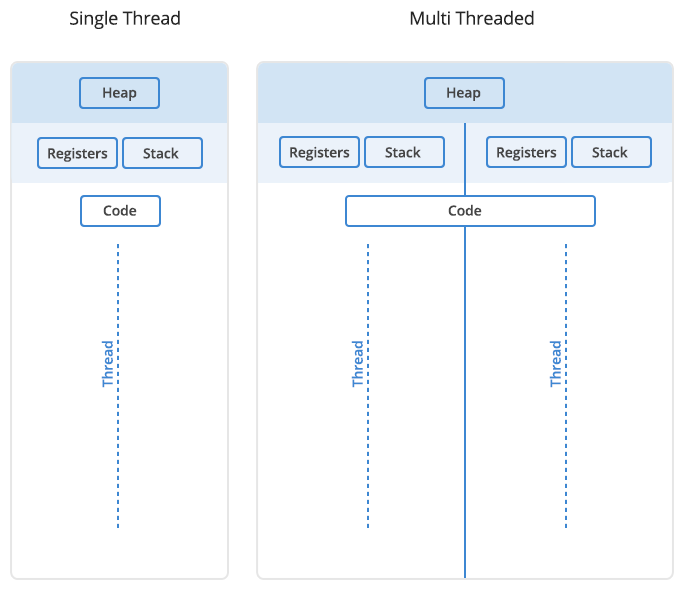 Single Thread
Multi Threaded
Heap
Registers Stack
Code
Thread
Heap
Registers Stack Registers Stack
Code
Thread Thread